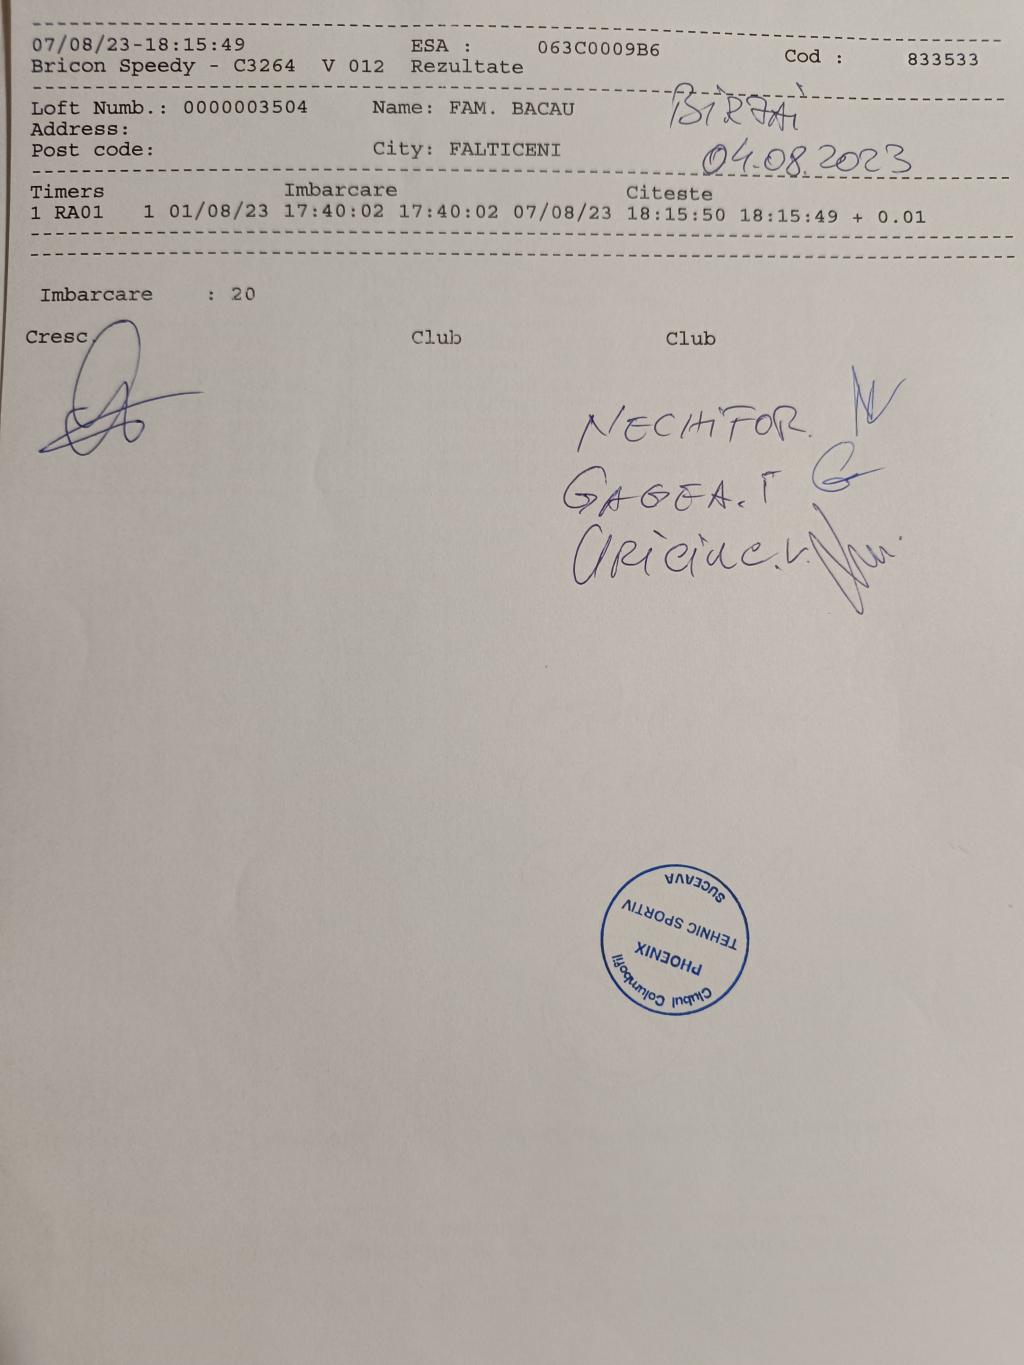 07/08/23-18:15:49 ESA : 063C0009B6 Cod : 833533
Bricon Speedy - C3264 V 012 Rezultate
Loft Numb.: 0000003504 Name: FAM. BACAU BIRZAI
Address:
Post code: City: FALTICENI 04.08.2023
Timers Imbarcare Citeste
1 RA01 1 01/08/23 17:40:02 17:40:02 07/08/23 18:15:50 18:15:49 + 0.01
Imbarcare : 20
Cresc. Club Club
NECHIFOR.
GAGEA. I
Clubul Columbofil
PHOENIX
TEHNIC SPORTIV
SUCEAVA